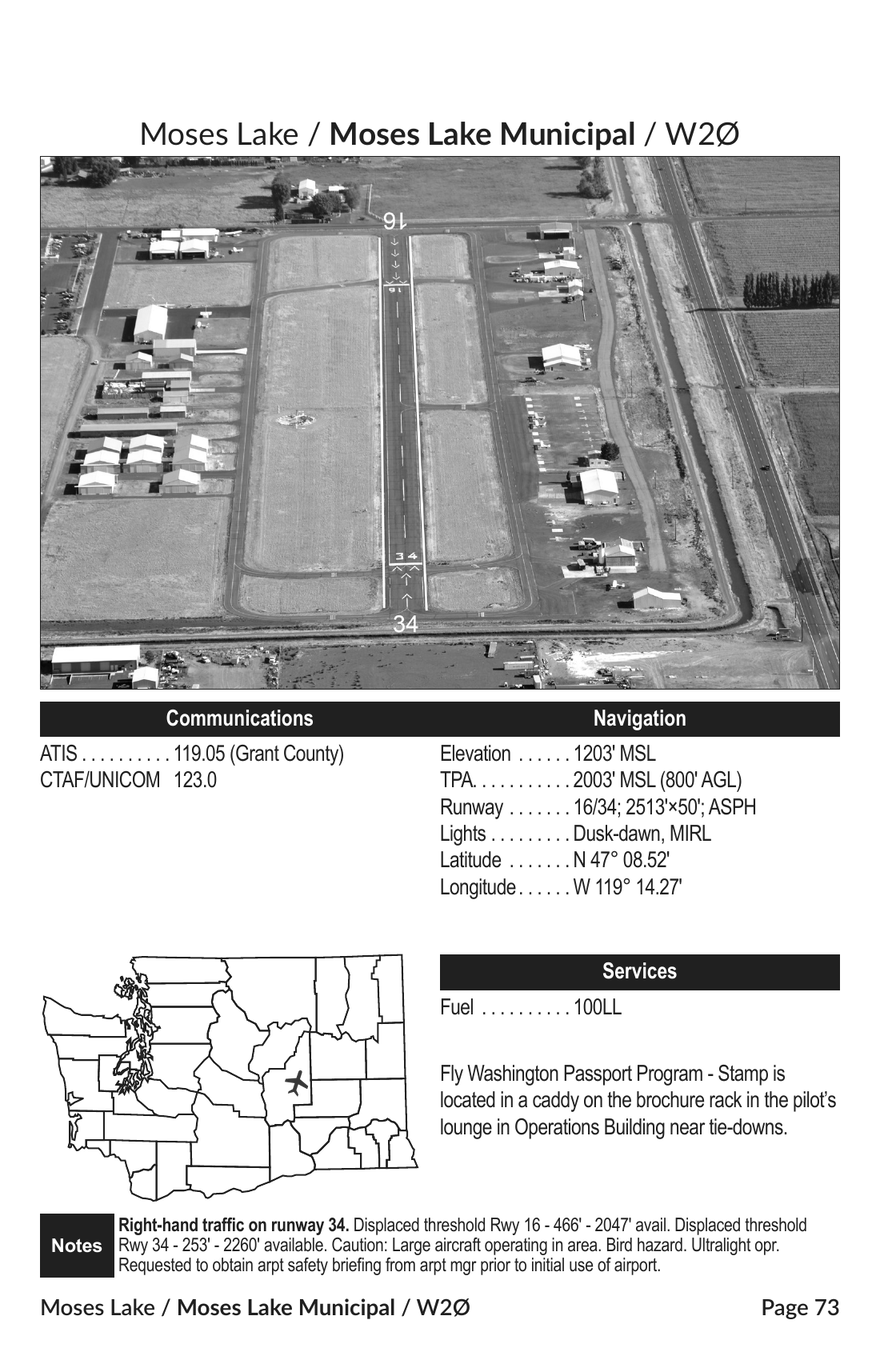 Moses Lake / Moses Lake Municipal / W2Ø
16
16
34
34
Communications
ATIS . . . . . . . . . . 119.05 (Grant County)
CTAF/UNICOM 123.0
Navigation
Elevation . . . . . . 1203' MSL
TPA. . . . . . . . . . . 2003' MSL (800' AGL)
Runway . . . . . . . 16/34; 2513'×50'; ASPH
Lights . . . . . . . . . Dusk-dawn, MIRL
Latitude . . . . . . . N 47° 08.52'
Longitude . . . . . . W 119° 14.27'
Services
Fuel . . . . . . . . . . 100LL
Fly Washington Passport Program - Stamp is
located in a caddy on the brochure rack in the pilot's
lounge in Operations Building near tie-downs.
Notes
Right-hand traffic on runway 34. Displaced threshold Rwy 16 - 466' - 2047' avail. Displaced threshold
Rwy 34 - 253' - 2260' available. Caution: Large aircraft operating in area. Bird hazard. Ultralight opr.
Requested to obtain arpt safety briefing from arpt mgr prior to initial use of airport.
Moses Lake / Moses Lake Municipal / W2Ø
Page 73